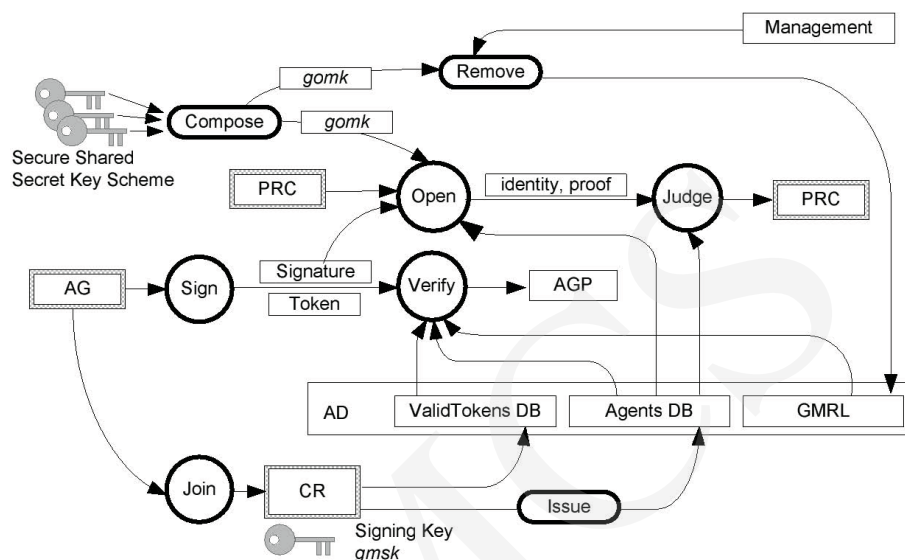 Management
gomk
Remove
Compose
gomk
Secure Shared
Secret Key Scheme
PRC
Open
identity, proof
Judge
PRC
AG
Sign
Signature
Token
Verify
AGP
AD
ValidTokens DB
Agents DB
GMRL
Join
CR
Issue
Signing Key
gmsk